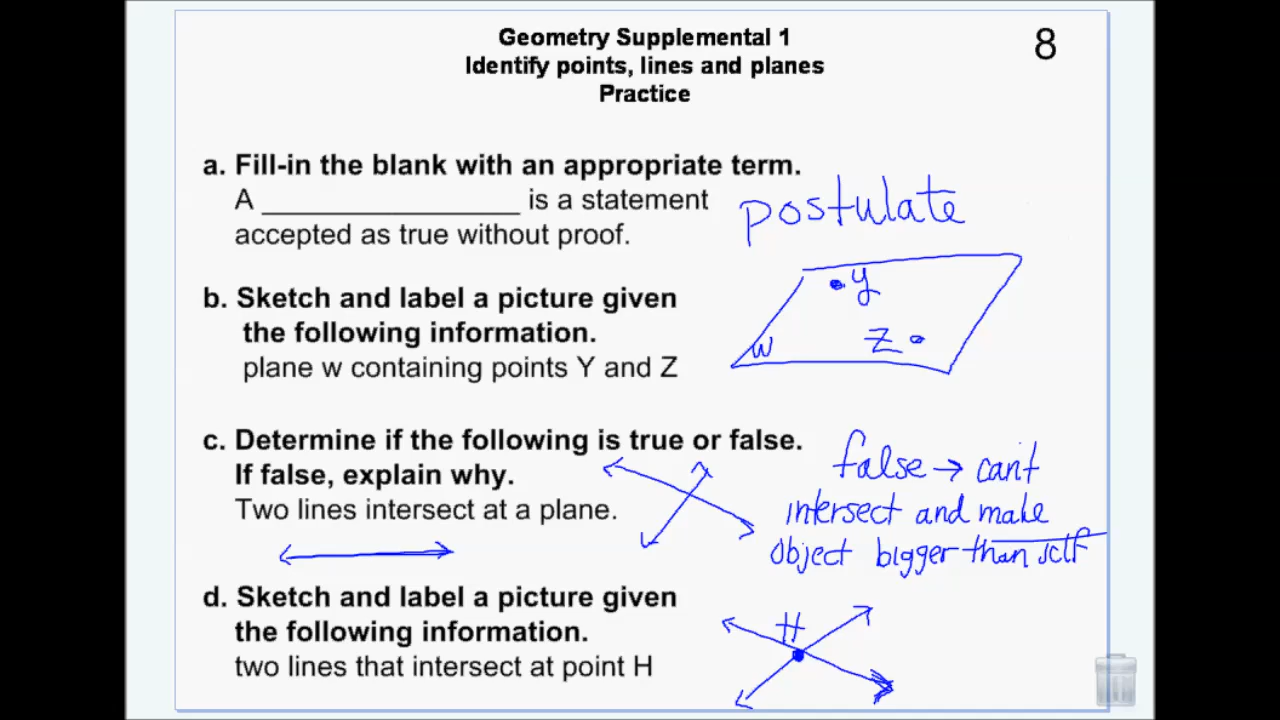 Geometry Supplemental 1
8
Identify points, lines and planes
Practice
a. Fill-in the blank with an appropriate term.
A _________________ is a statement
postulate
accepted as true without proof.
b. Sketch and label a picture given
the following information.
plane w containing points Y and Z
Y
Z
w
c. Determine if the following is true or false.
If false, explain why.
Two lines intersect at a plane.
false → can't
intersect and make
object bigger than self
d. Sketch and label a picture given
the following information.
two lines that intersect at point H
H